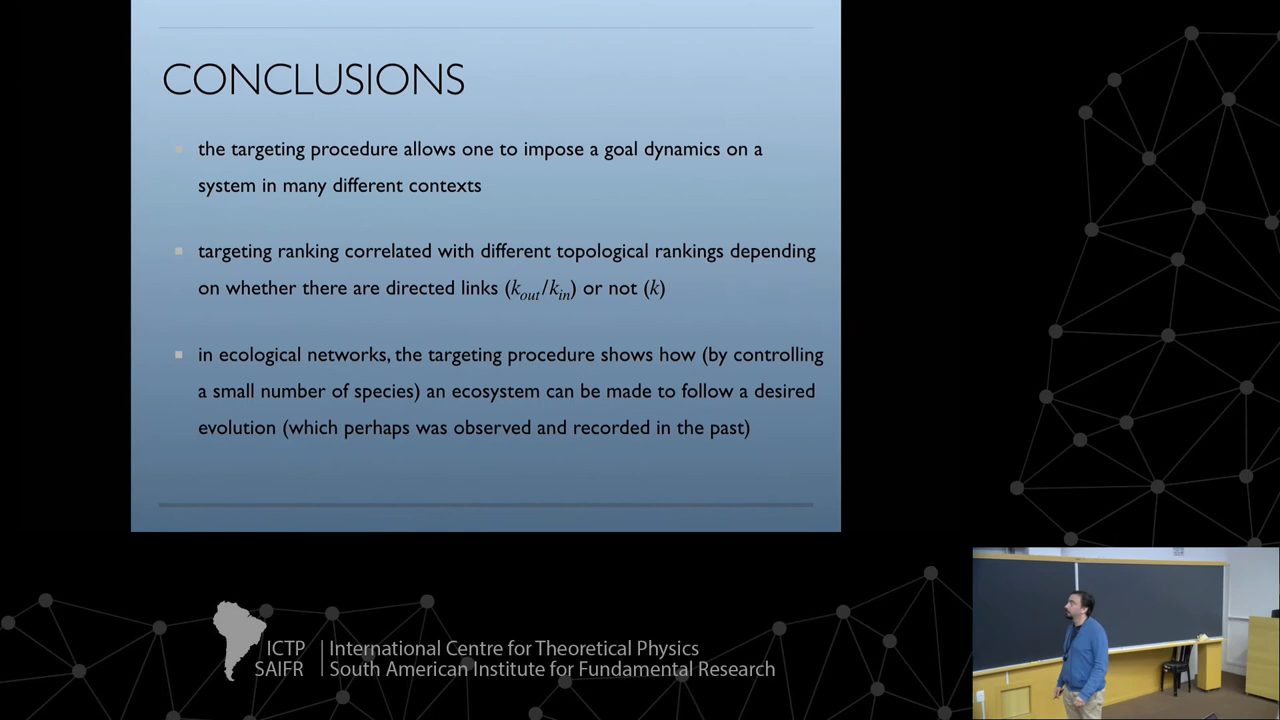 CONCLUSIONS
the targeting procedure allows one to impose a goal dynamics on a
system in many different contexts
targeting ranking correlated with different topological rankings depending
on whether there are directed links (k_out/k_in) or not (k)
in ecological networks, the targeting procedure shows how (by controlling
a small number of species) an ecosystem can be made to follow a desired
evolution (which perhaps was observed and recorded in the past)
ICTP | International Centre for Theoretical Physics
SAIFR | South American Institute for Fundamental Research